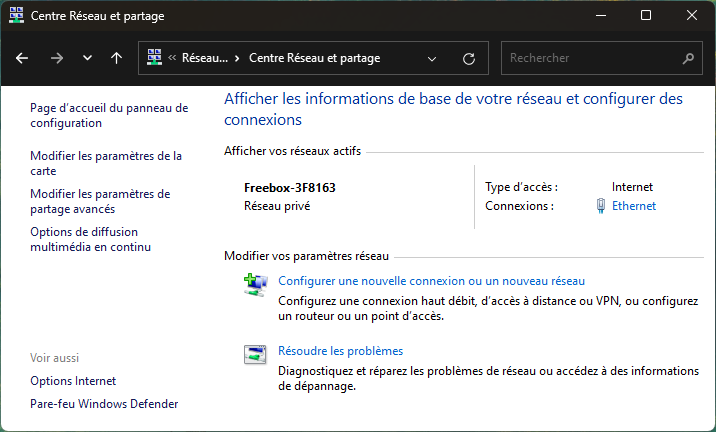 Centre Réseau et partage
Réseau... Centre Réseau et partage
Rechercher
Page d'accueil du panneau de
configuration
Modifier les paramètres de la
carte
Modifier les paramètres de
partage avancés
Options de diffusion
multimédia en continu
Voir aussi
Options Internet
Pare-feu Windows Defender
Afficher les informations de base de votre réseau et configurer des
connexions
Afficher vos réseaux actifs
Freebox-3F8163
Réseau privé
Type d'accès : Internet
Connexions : Ethernet
Modifier vos paramètres réseau
Configurer une nouvelle connexion ou un nouveau réseau
Configurez une connexion haut débit, d'accès à distance ou VPN, ou configurez
un routeur ou un point d'accès.
Résoudre les problèmes
Diagnostiquez et réparez les problèmes de réseau ou accédez à des informations
de dépannage.